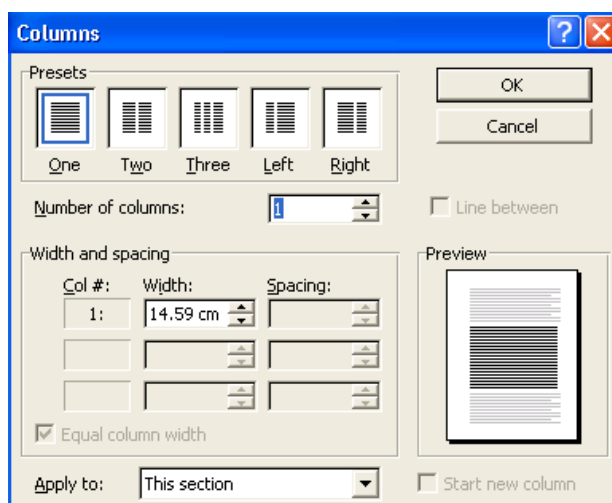 Columns
Presets
OK
Cancel
One Two Three Left Right
Number of columns: 1
Line between
Width and spacing
Preview
Col #: Width: Spacing:
1: 14.59 cm
Equal column width
Apply to: This section
Start new column